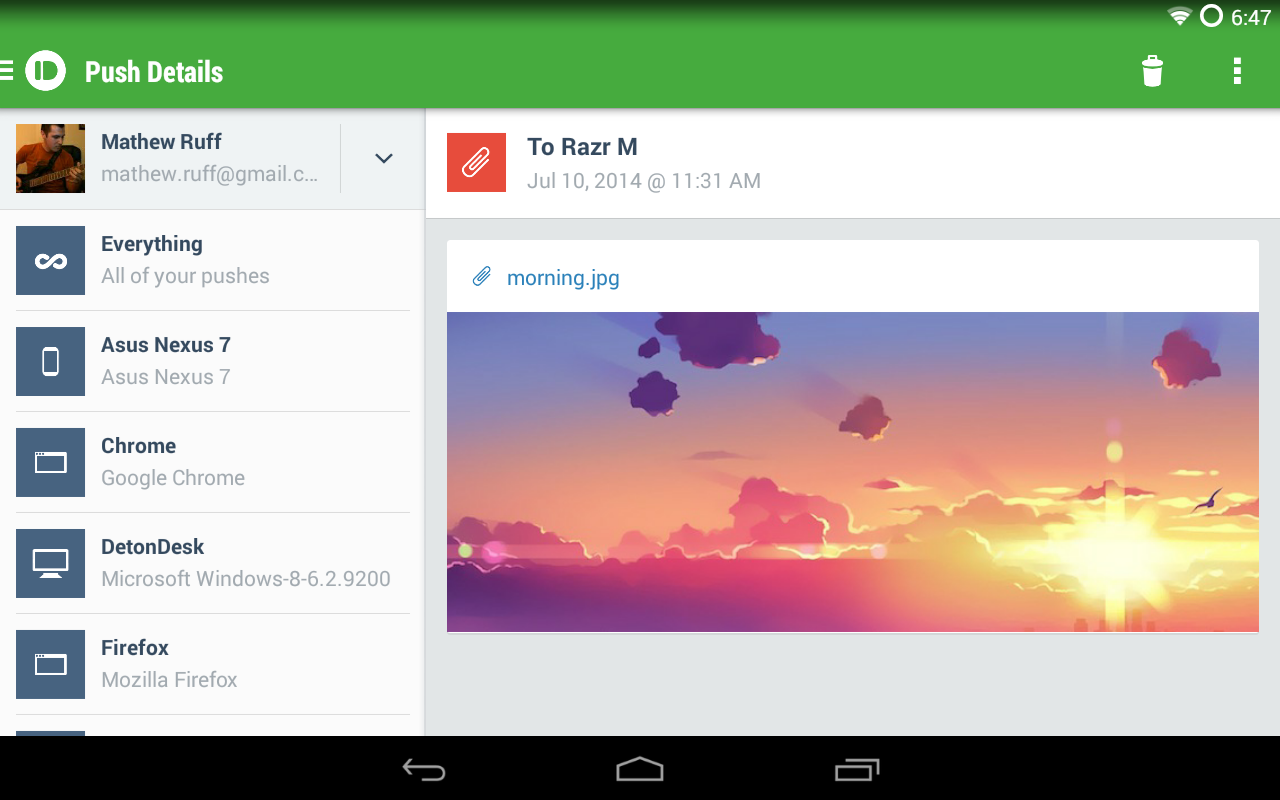 6:47
Push Details
Mathew Ruff
mathew.ruff@gmail.c...
Everything
All of your pushes
Asus Nexus 7
Asus Nexus 7
Chrome
Google Chrome
DetonDesk
Microsoft Windows-8-6.2.9200
Firefox
Mozilla Firefox
To Razr M
Jul 10, 2014 @ 11:31 AM
morning.jpg